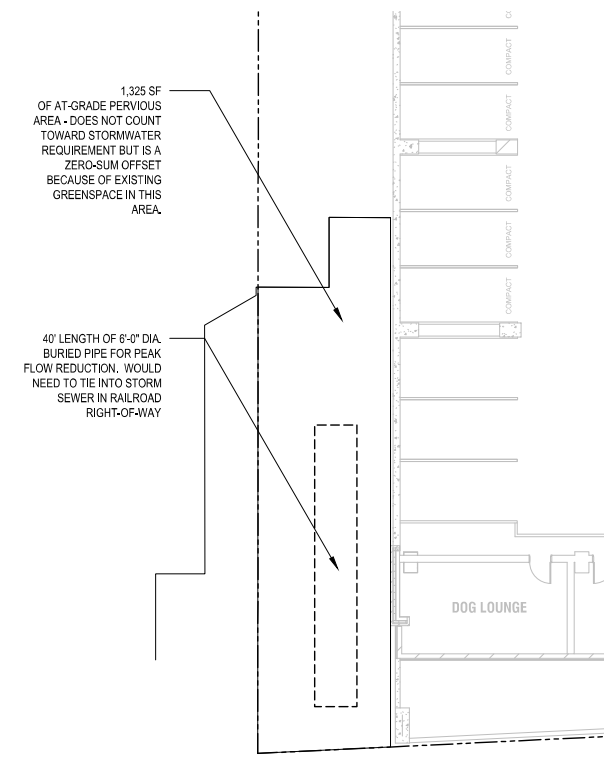 1,325 SF
OF AT-GRADE PERVIOUS
AREA - DOES NOT COUNT
TOWARD STORMWATER
REQUIREMENT BUT IS A
ZERO-SUM OFFSET
BECAUSE OF EXISTING
GREENSPACE IN THIS
AREA.
40' LENGTH OF 6'-0" DIA.
BURIED PIPE FOR PEAK
FLOW REDUCTION. WOULD
NEED TO TIE INTO STORM
SEWER IN RAILROAD
RIGHT-OF-WAY
COMPACT
COMPACT
COMPACT
COMPACT
COMPACT
DOG LOUNGE